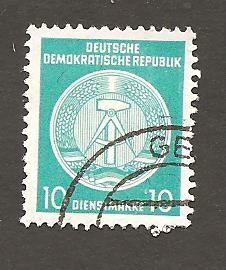 DEUTSCHE
DEMOKRATISCHE REPUBLIK
10 10
DIENSTMARKE
GE